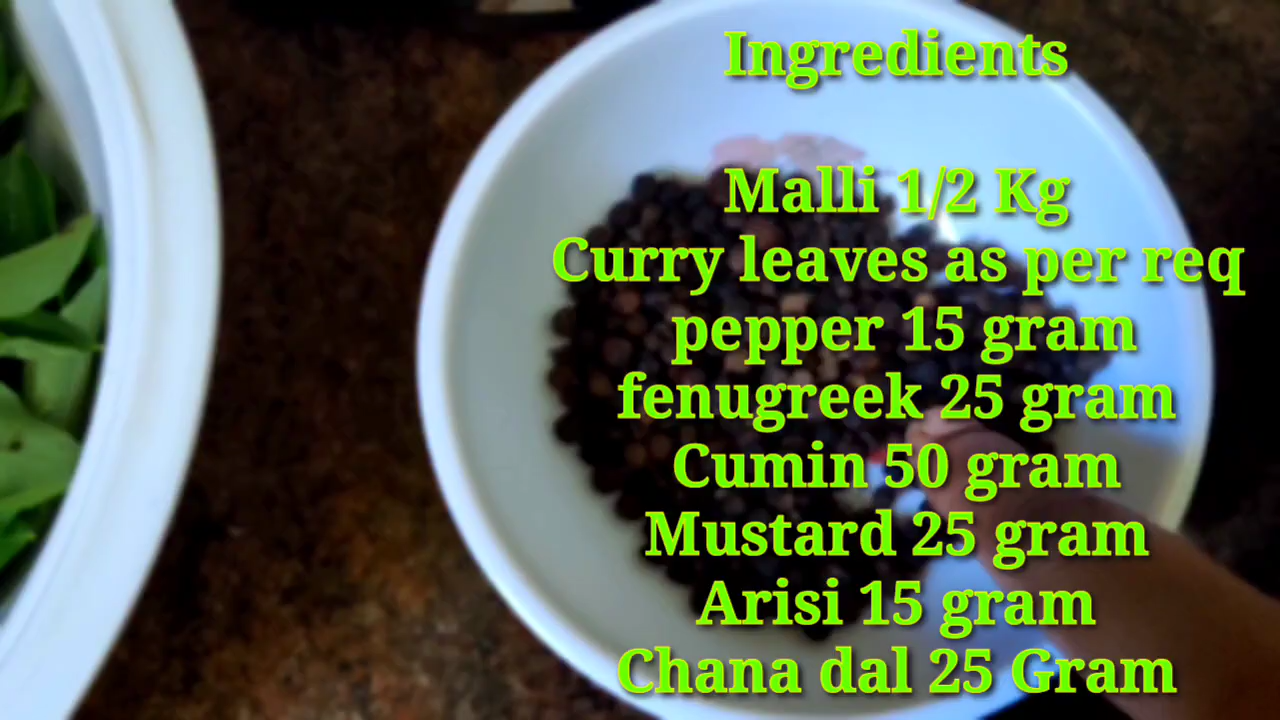 Ingredients
Malli 1/2 Kg
Curry leaves as per req
pepper 15 gram
fenugreek 25 gram
Cumin 50 gram
Mustard 25 gram
Arisi 15 gram
Chana dal 25 Gram